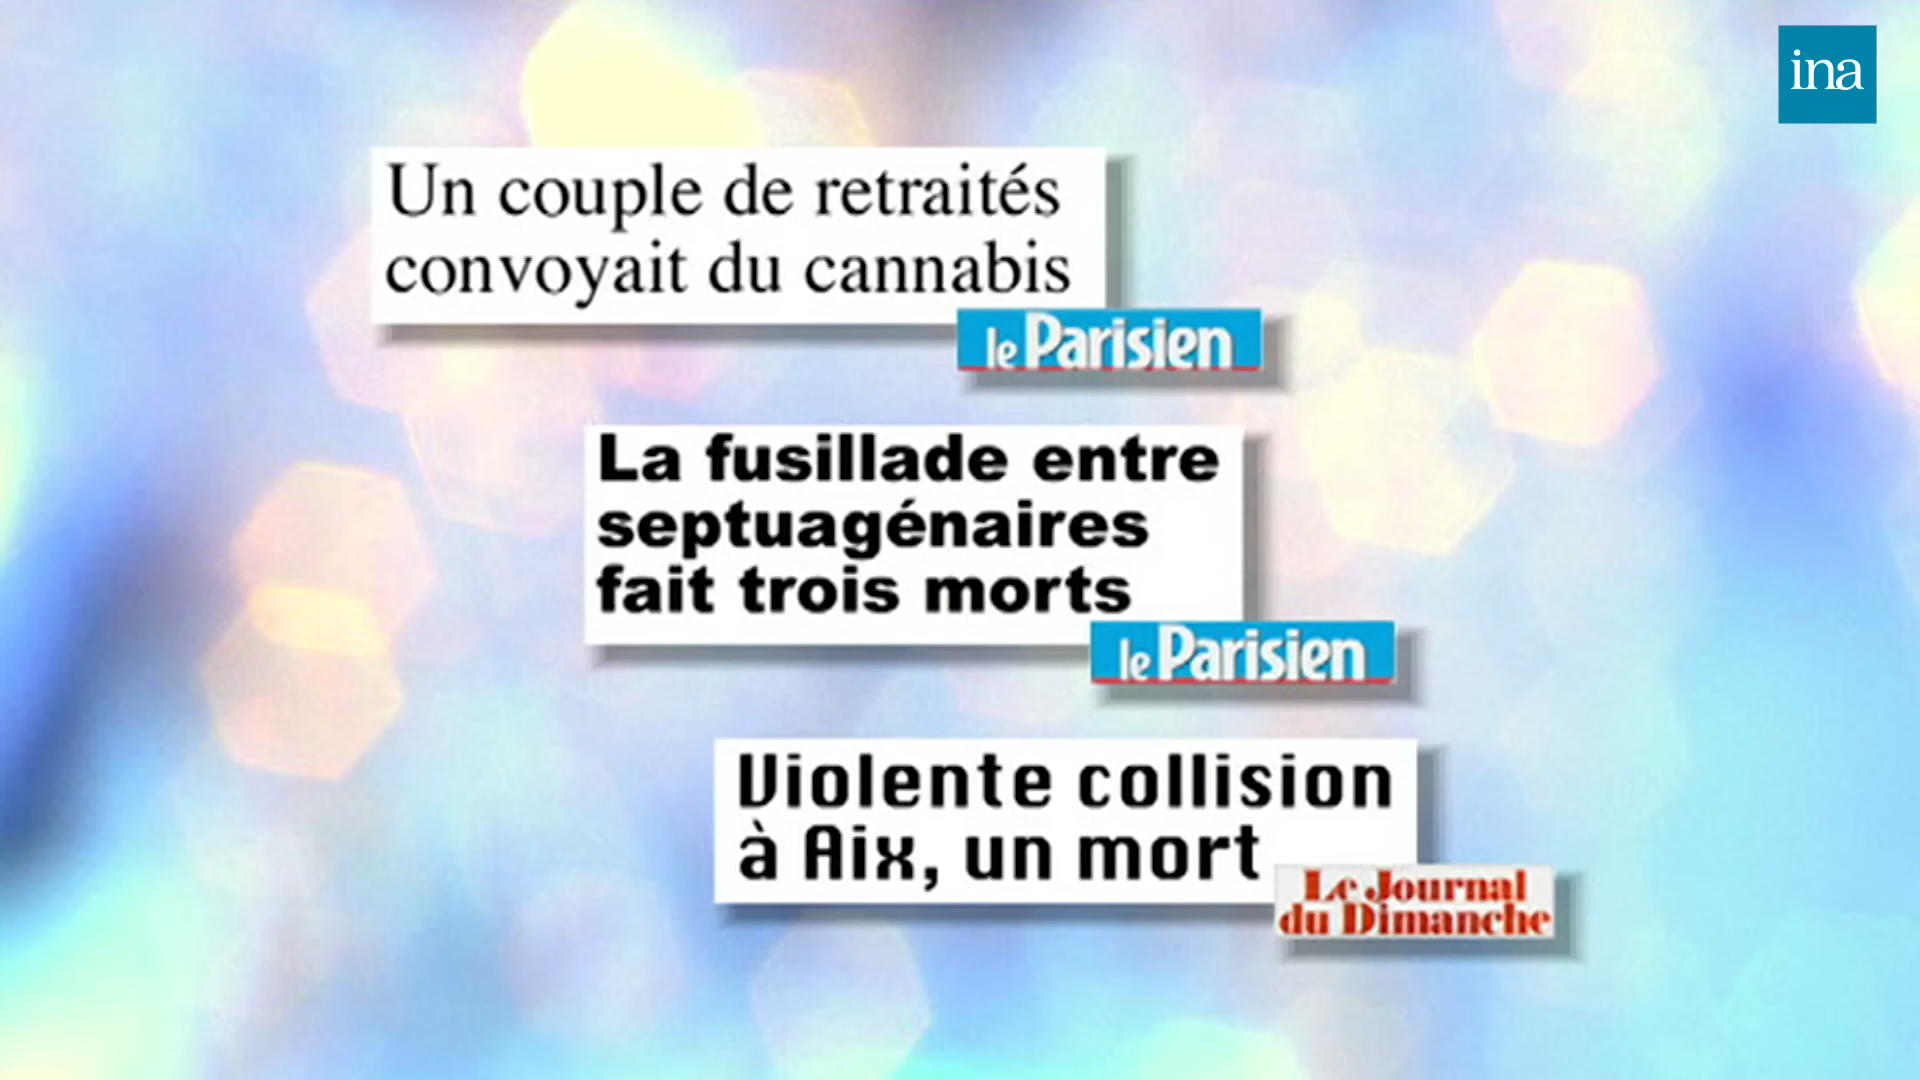 ina
Un couple de retraités
convoyait du cannabis
le Parisien
La fusillade entre
septuagénaires
fait trois morts
le Parisien
Violente collision
à Aix, un mort
Le Journal
du Dimanche